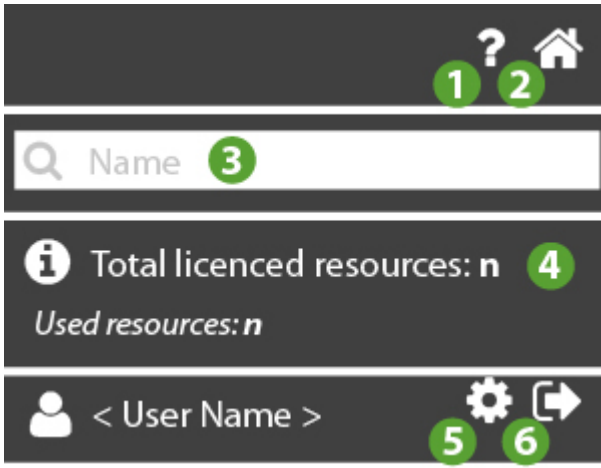 ?
1 2
Name 3
Total licenced resources: n 4
Used resources: n
< User Name >
5 6